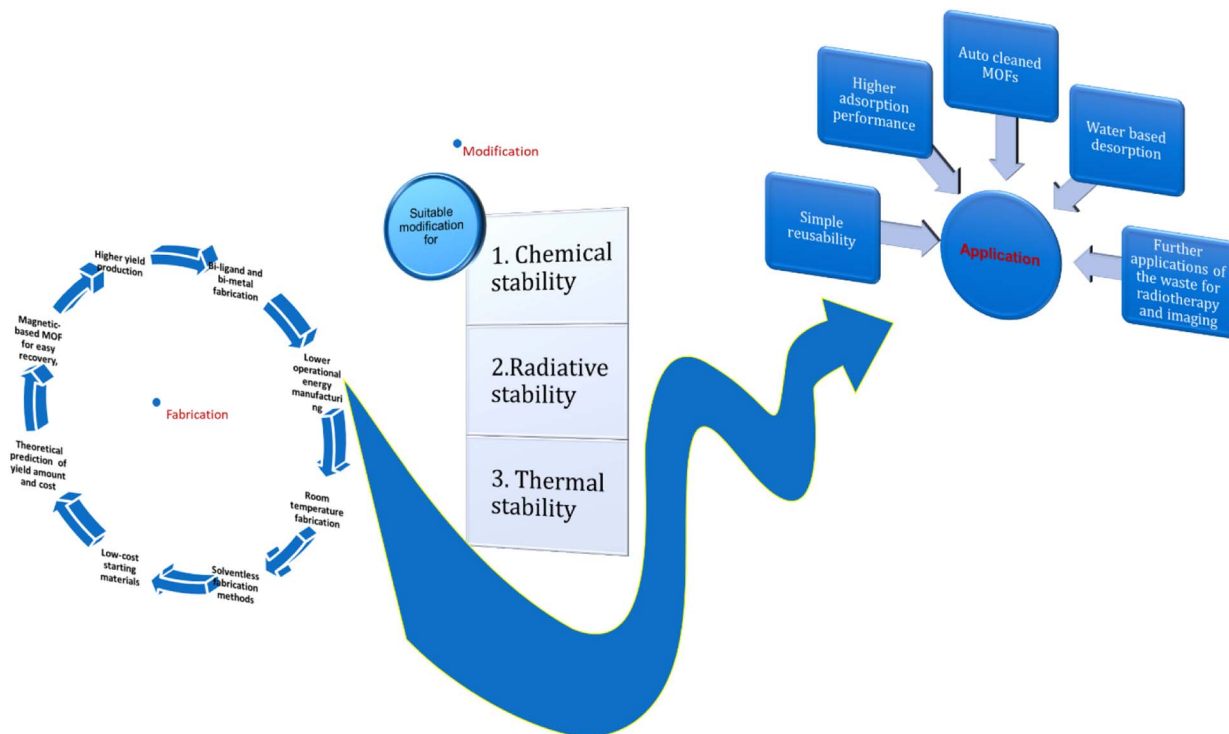 Fabrication
Higher yield
production
Bi-ligand and
bi-metal
fabrication
Lower
operational
energy
manufacturi
ng
Room
temperature
fabrication
Solventless
fabrication
methods
Low-cost
starting
materials
Theoretical
prediction of
yield amount
and cost
Magnetic-
based MOF
for easy
recovery,
Modification
Suitable
modification
for
1. Chemical
stability
2.Radiative
stability
3. Thermal
stability
Application
Simple
reusability
Higher
adsorption
performance
Auto cleaned
MOFs
Water based
desorption
Further
applications of
the waste for
radiotherapy
and imaging